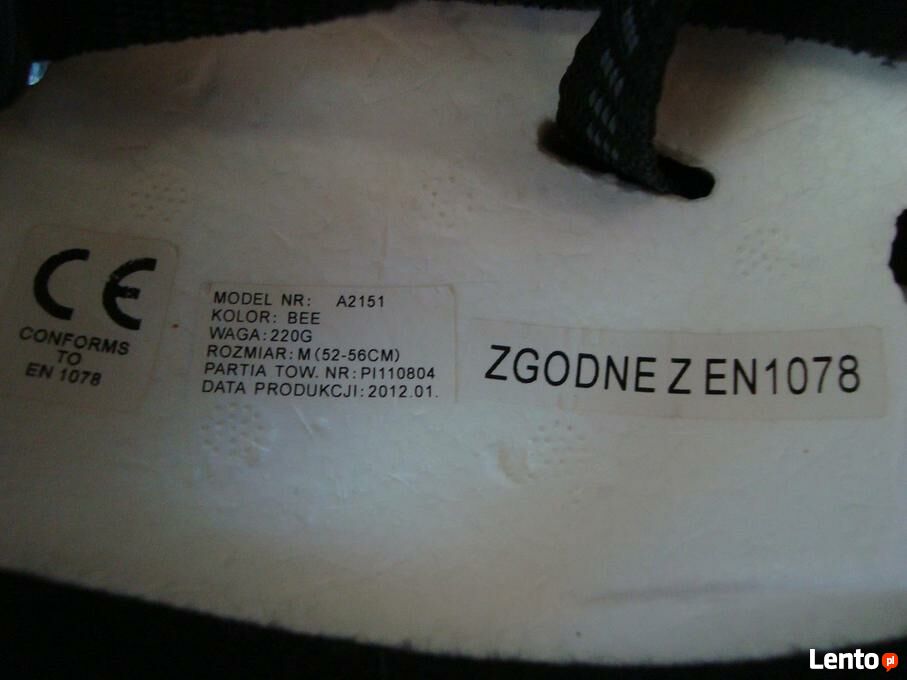 CE
CONFORMS
TO
EN 1078
MODEL NR: A2151
KOLOR: BEE
WAGA: 220G
ROZMIAR: M (52-56CM)
PARTIA TOW. NR: PI110804
DATA PRODUKCJI: 2012.01.
ZGODNE Z EN1078
Lento pl